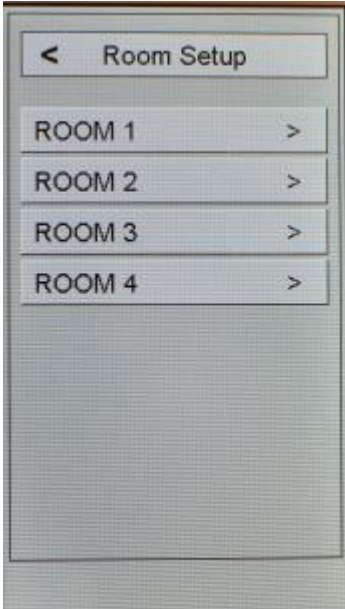 < Room Setup
ROOM 1 >
ROOM 2 >
ROOM 3 >
ROOM 4 >